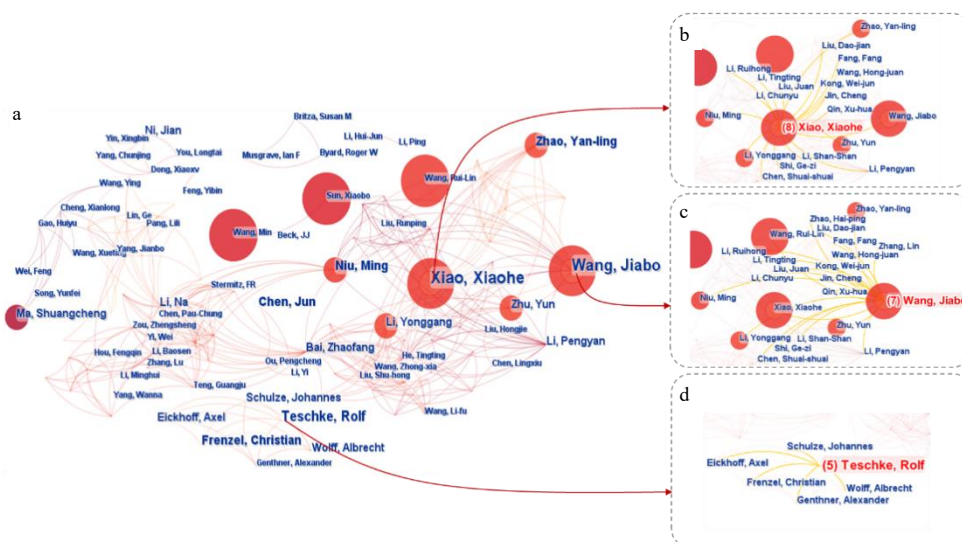 a
Britza, Susan M
Ni, Jian
Yin, Xingbin
Li, Hui-Jun
Li, Ping
Zhao, Yan-ling
You, Longtai
Musgrave, Ian F
Byard, Roger W
Yang, Chunjing
Dong, Xiaoxv
Wang, Ying
Feng, Yibin
Sun, Xiaobo
Wang, Rui-Lin
Cheng, Xianlong
Lin, Ge
Gao, Huiyu
Pang, Lili
Liu, Runping
Wang, Min
Beck, JJ
Yang, Jianbo
Wang, Xueting
Wei, Feng
Niu, Ming
Xiao, Xiaohe
Wang, Jiabo
Stermitz, FR
Song, Yunfei
Li, Na
Chen, Jun
Zhu, Yun
Ma, Shuangcheng
Chen, Pau-Chung
Zou, Zhengsheng
Li, Yonggang
Liu, Hongjie
Yi, Wei
Li, Pengyan
Hou, Fengqin
Li, Baosen
Bai, Zhaofang
Zhang, Lu
He, Tingting
Ou, Pengcheng
Wang, Zhong-xia
Chen, Lingxiu
Li, Minghui
Li, Yi
Liu, Shu-hong
Teng, Guangju
Yang, Wanna
Schulze, Johannes
Wang, Li-fu
Eickhoff, Axel
Teschke, Rolf
Frenzel, Christian
Wolff, Albrecht
Genthner, Alexander
b
Zhao, Yan-ling
Liu, Dao-jian
Fang, Fang
Li, Ruihong
Wang, Hong-juan
Li, Tingting
Kong, Wei-jun
Liu, Juan
Li, Chunyu
Jin, Cheng
Qin, Xu-hua
Niu, Ming
Wang, Jiabo
(8) Xiao, Xiaohe
Zhu, Yun
Li, Yonggang
Li, Shan-Shan
Shi, Ge-zi
Li, Pengyan
Chen, Shuai-shuai
c
Zhao, Yan-ling
Zhao, Hai-ping
Liu, Dao-jian
Wang, Rui-Lin
Fang, Fang
Zhang, Lin
Li, Ruihong
Wang, Hong-juan
Li, Tingting
Kong, Wei-jun
Liu, Juan
Li, Chunyu
Jin, Cheng
Qin, Xu-hua
Niu, Ming
(7) Wang, Jiabo
Xiao, Xiaohe
Zhu, Yun
Li, Yonggang
Li, Shan-Shan
Shi, Ge-zi
Li, Pengyan
Chen, Shuai-shuai
d
Schulze, Johannes
Eickhoff, Axel
(5) Teschke, Rolf
Frenzel, Christian
Wolff, Albrecht
Genthner, Alexander